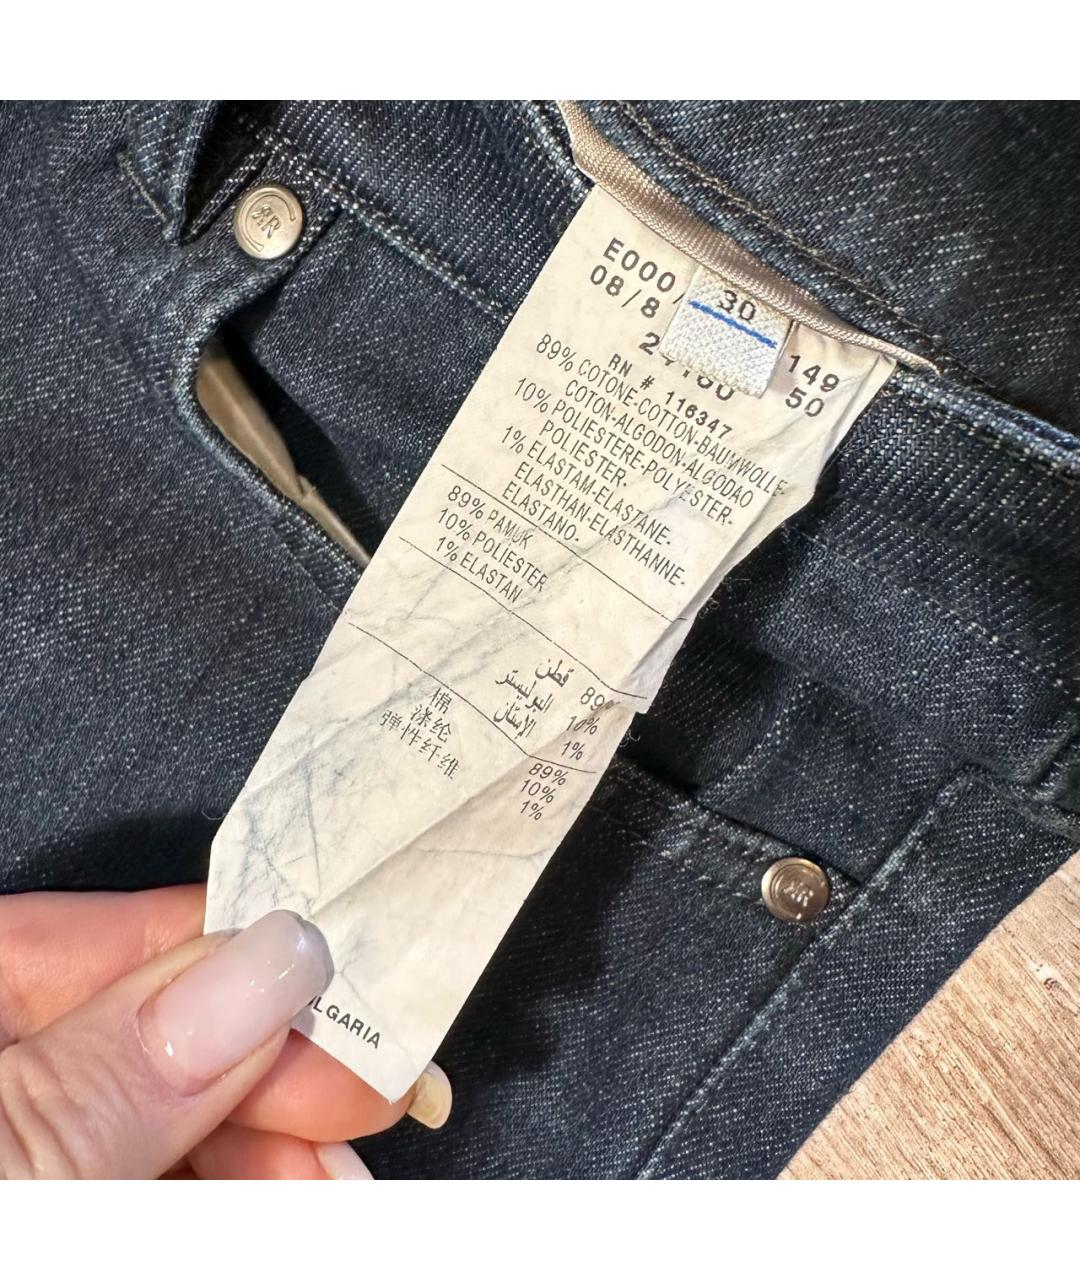 30
E000
149
08/8
50
RN # 116347
89% COTONE-COTTON-BAUMWOLLE-
COTON-ALGODON-ALGODAO
10% POLIESTERE-POLYESTER-
POLIESTER.
1% ELASTAM-ELASTANE-
ELASTHAN-ELASTHANNE-
ELASTANO-
89% PAMUK
10% POLIESTER
1% ELASTAN
قطن 89
البوليستر 10%
1%
棉 89%
涤纶 10%
弹性纤维 1%
LGARIA